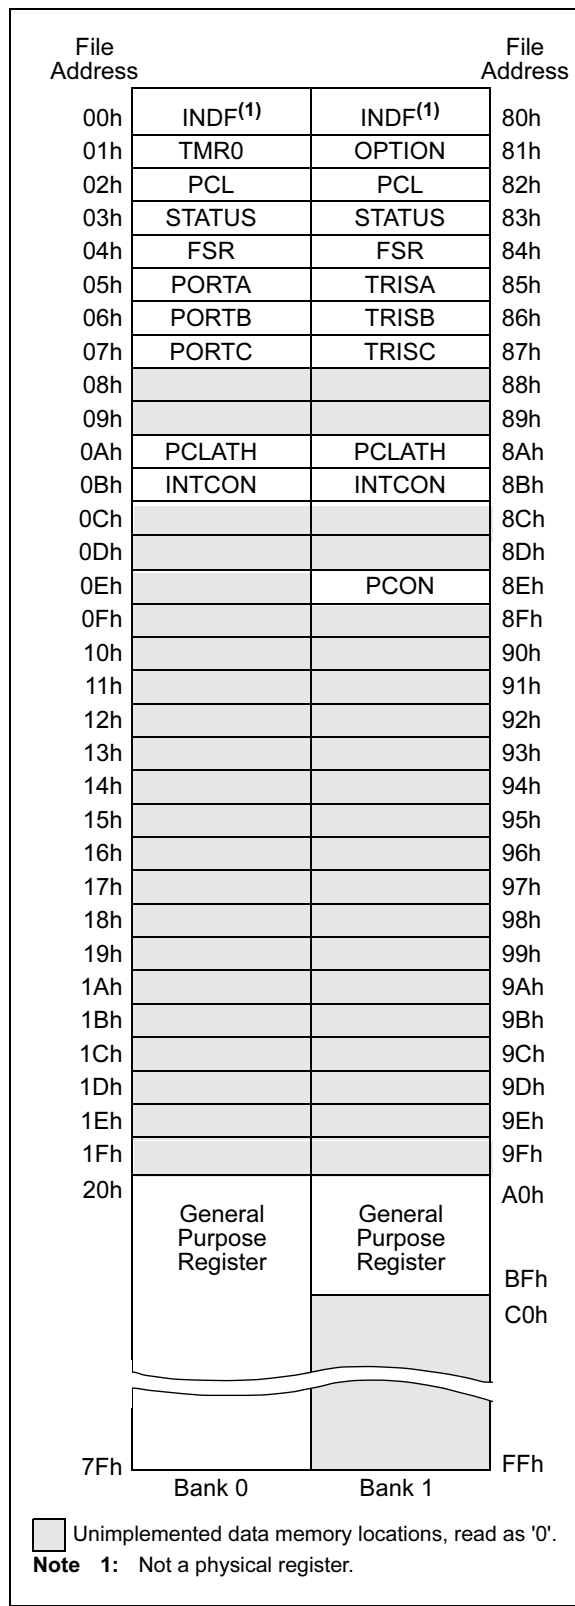 File Address File Address
00h INDF(1) INDF(1) 80h
01h TMR0 OPTION 81h
02h PCL PCL 82h
03h STATUS STATUS 83h
04h FSR FSR 84h
05h PORTA TRISA 85h
06h PORTB TRISB 86h
07h PORTC TRISC 87h
08h 88h
09h 89h
0Ah PCLATH PCLATH 8Ah
0Bh INTCON INTCON 8Bh
0Ch 8Ch
0Dh 8Dh
0Eh PCON 8Eh
0Fh 8Fh
10h 90h
11h 91h
12h 92h
13h 93h
14h 94h
15h 95h
16h 96h
17h 97h
18h 98h
19h 99h
1Ah 9Ah
1Bh 9Bh
1Ch 9Ch
1Dh 9Dh
1Eh 9Eh
1Fh 9Fh
20h A0h
General General
Purpose Purpose
Register Register
BFh
C0h
7Fh FFh
Bank 0 Bank 1
Unimplemented data memory locations, read as '0'.
Note 1: Not a physical register.